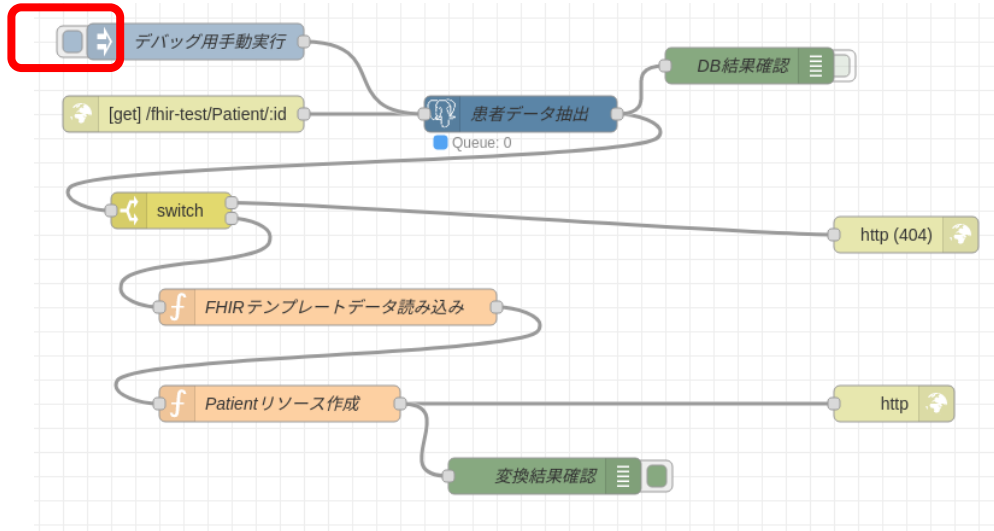 デバッグ用手動実行
DB結果確認
[get] /fhir-test/Patient/:id
患者データ抽出
Queue: 0
switch
http (404)
FHIRテンプレートデータ読み込み
Patientリソース作成
http
変換結果確認